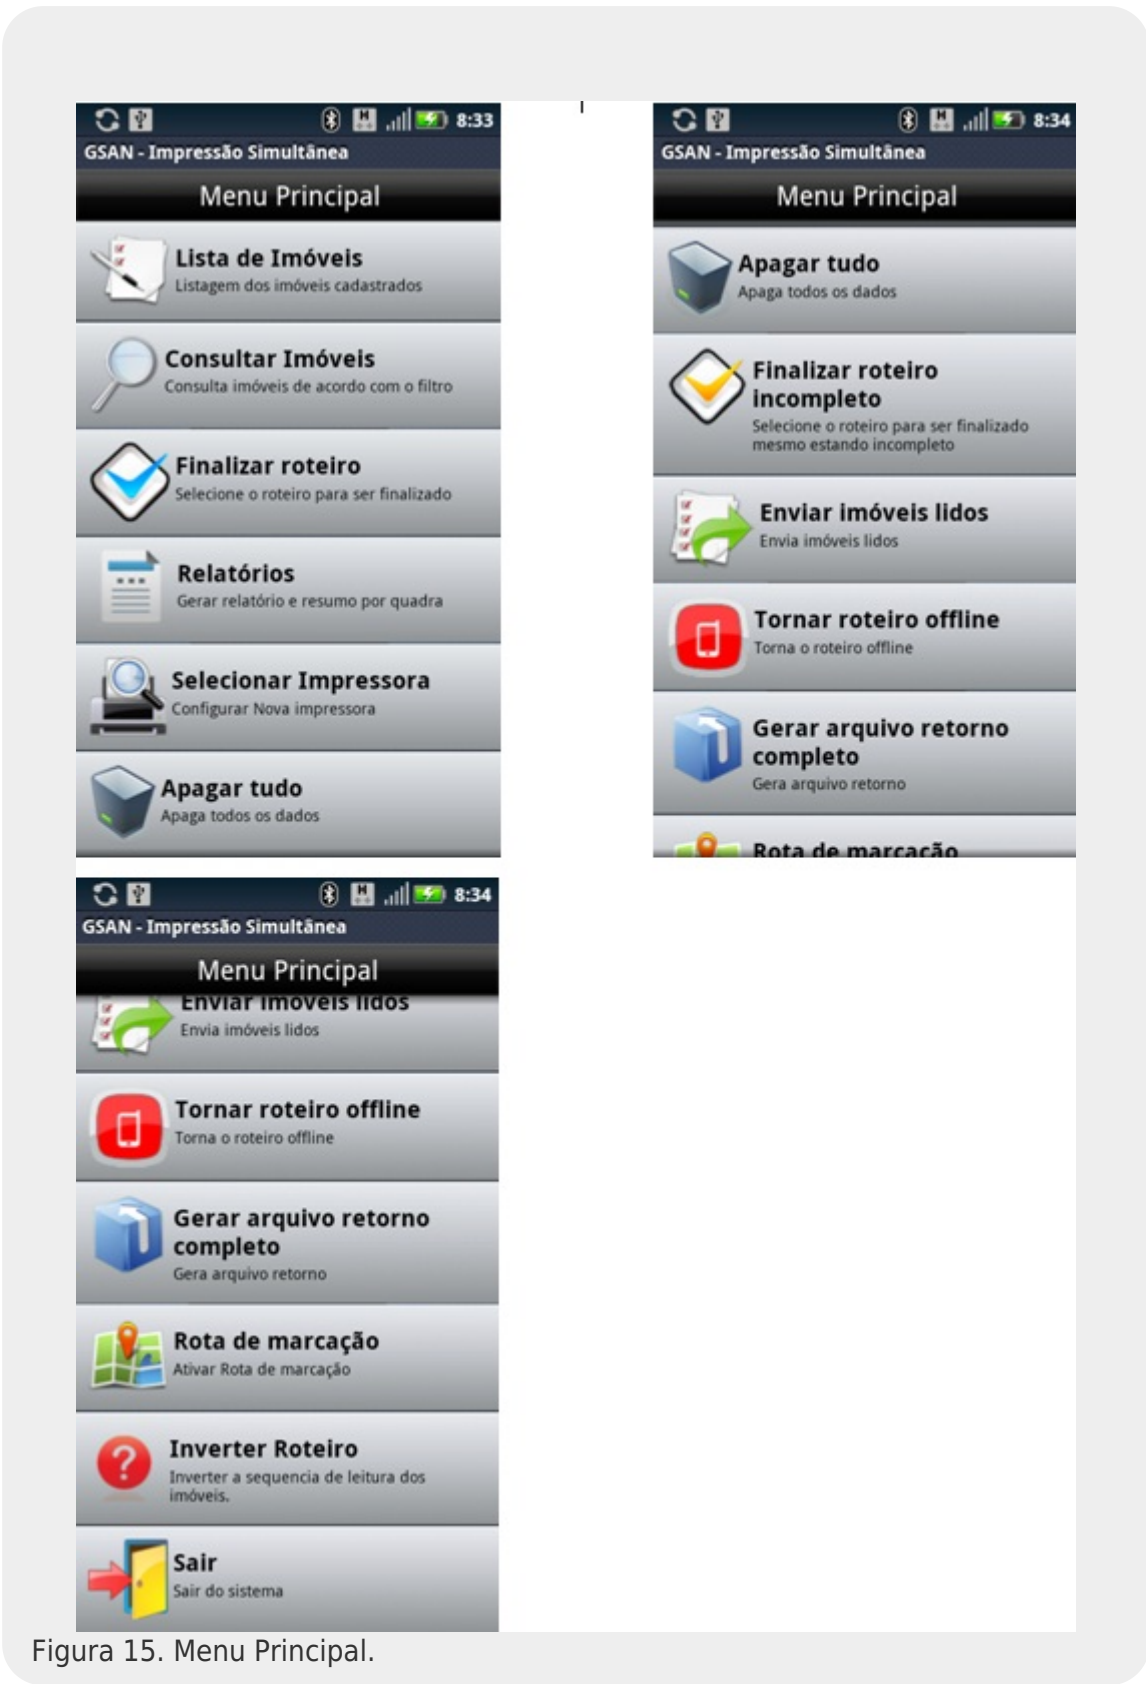 8:33
GSAN - Impressão Simultânea
Menu Principal
Lista de Imóveis
Listagem dos imóveis cadastrados
Consultar Imóveis
Consulta imóveis de acordo com o filtro
Finalizar roteiro
Selecione o roteiro para ser finalizado
Relatórios
Gerar relatório e resumo por quadra
Selecionar Impressora
Configurar Nova impressora
Apagar tudo
Apaga todos os dados
8:34
GSAN - Impressão Simultânea
Menu Principal
Apagar tudo
Apaga todos os dados
Finalizar roteiro
incompleto
Selecione o roteiro para ser finalizado
mesmo estando incompleto
Enviar imóveis lidos
Envia imóveis lidos
Tornar roteiro offline
Torna o roteiro offline
Gerar arquivo retorno
completo
Gera arquivo retorno
Rota de marcação
8:34
GSAN - Impressão Simultânea
Menu Principal
Enviar imóveis lidos
Envia imóveis lidos
Tornar roteiro offline
Torna o roteiro offline
Gerar arquivo retorno
completo
Gera arquivo retorno
Rota de marcação
Ativar Rota de marcação
Inverter Roteiro
Inverter a sequencia de leitura dos
imóveis.
Sair
Sair do sistema
Figura 15. Menu Principal.